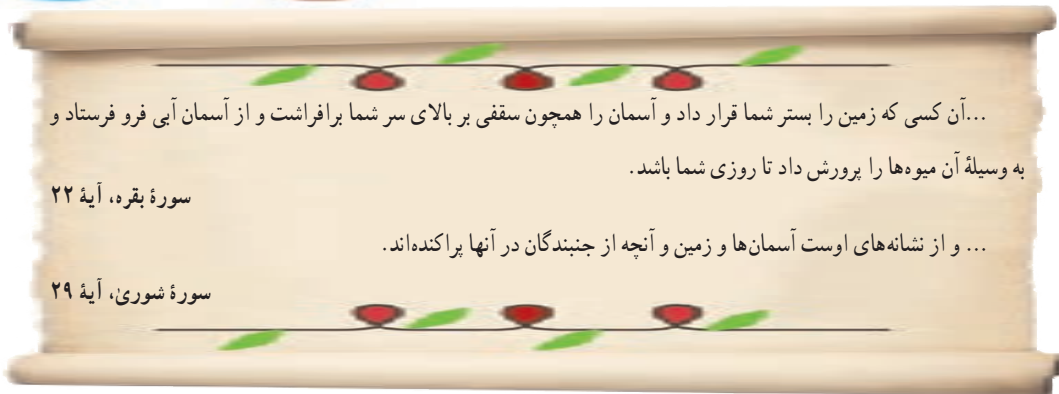 ...آن کسی که زمین را بستر شما قرار داد و آسمان را همچون سقفی بر بالای سر شما برافراشت و از آسمان آبی فرو فرستاد و
به وسیلهٔ آن میوه‌ها را پرورش داد تا روزی شما باشد.
سورهٔ بقره، آیهٔ ۲۲
... و از نشانه‌های اوست آسمان‌ها و زمین و آنچه از جنبندگان در آنها پراکنده‌اند.
سورهٔ شوریٰ، آیهٔ ۲۹